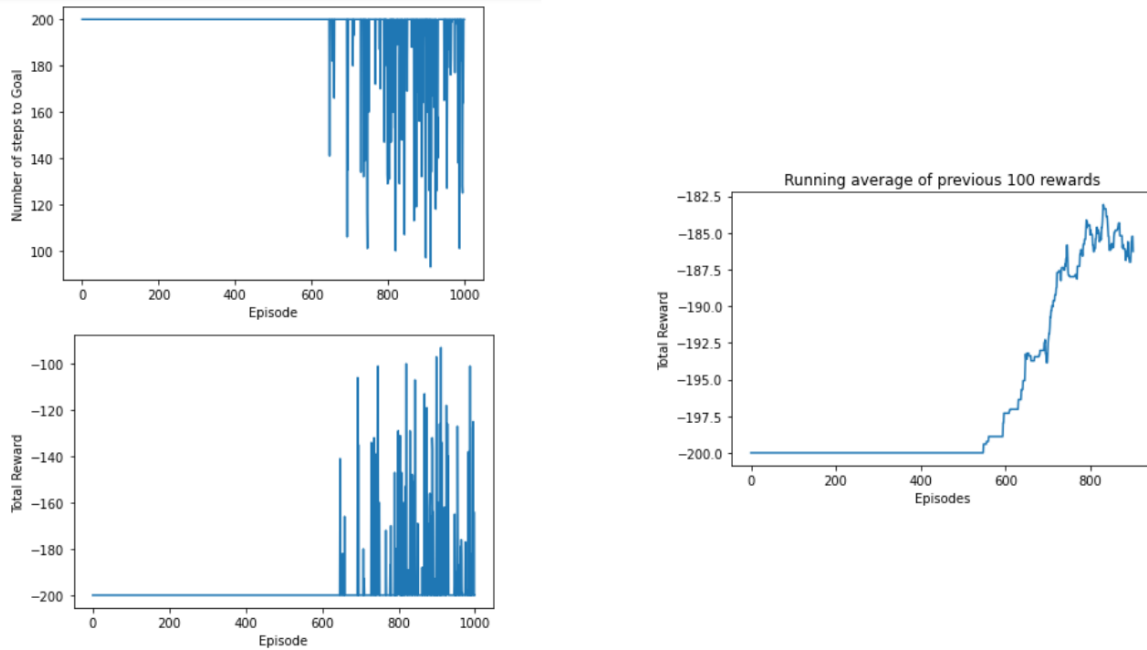 200
180
160
140
120
100
Number of steps to Goal
0 200 400 600 800 1000
Episode
−100
−120
−140
−160
−180
−200
Total Reward
0 200 400 600 800 1000
Episode
Running average of previous 100 rewards
−182.5
−185.0
−187.5
−190.0
−192.5
−195.0
−197.5
−200.0
Total Reward
0 200 400 600 800
Episodes